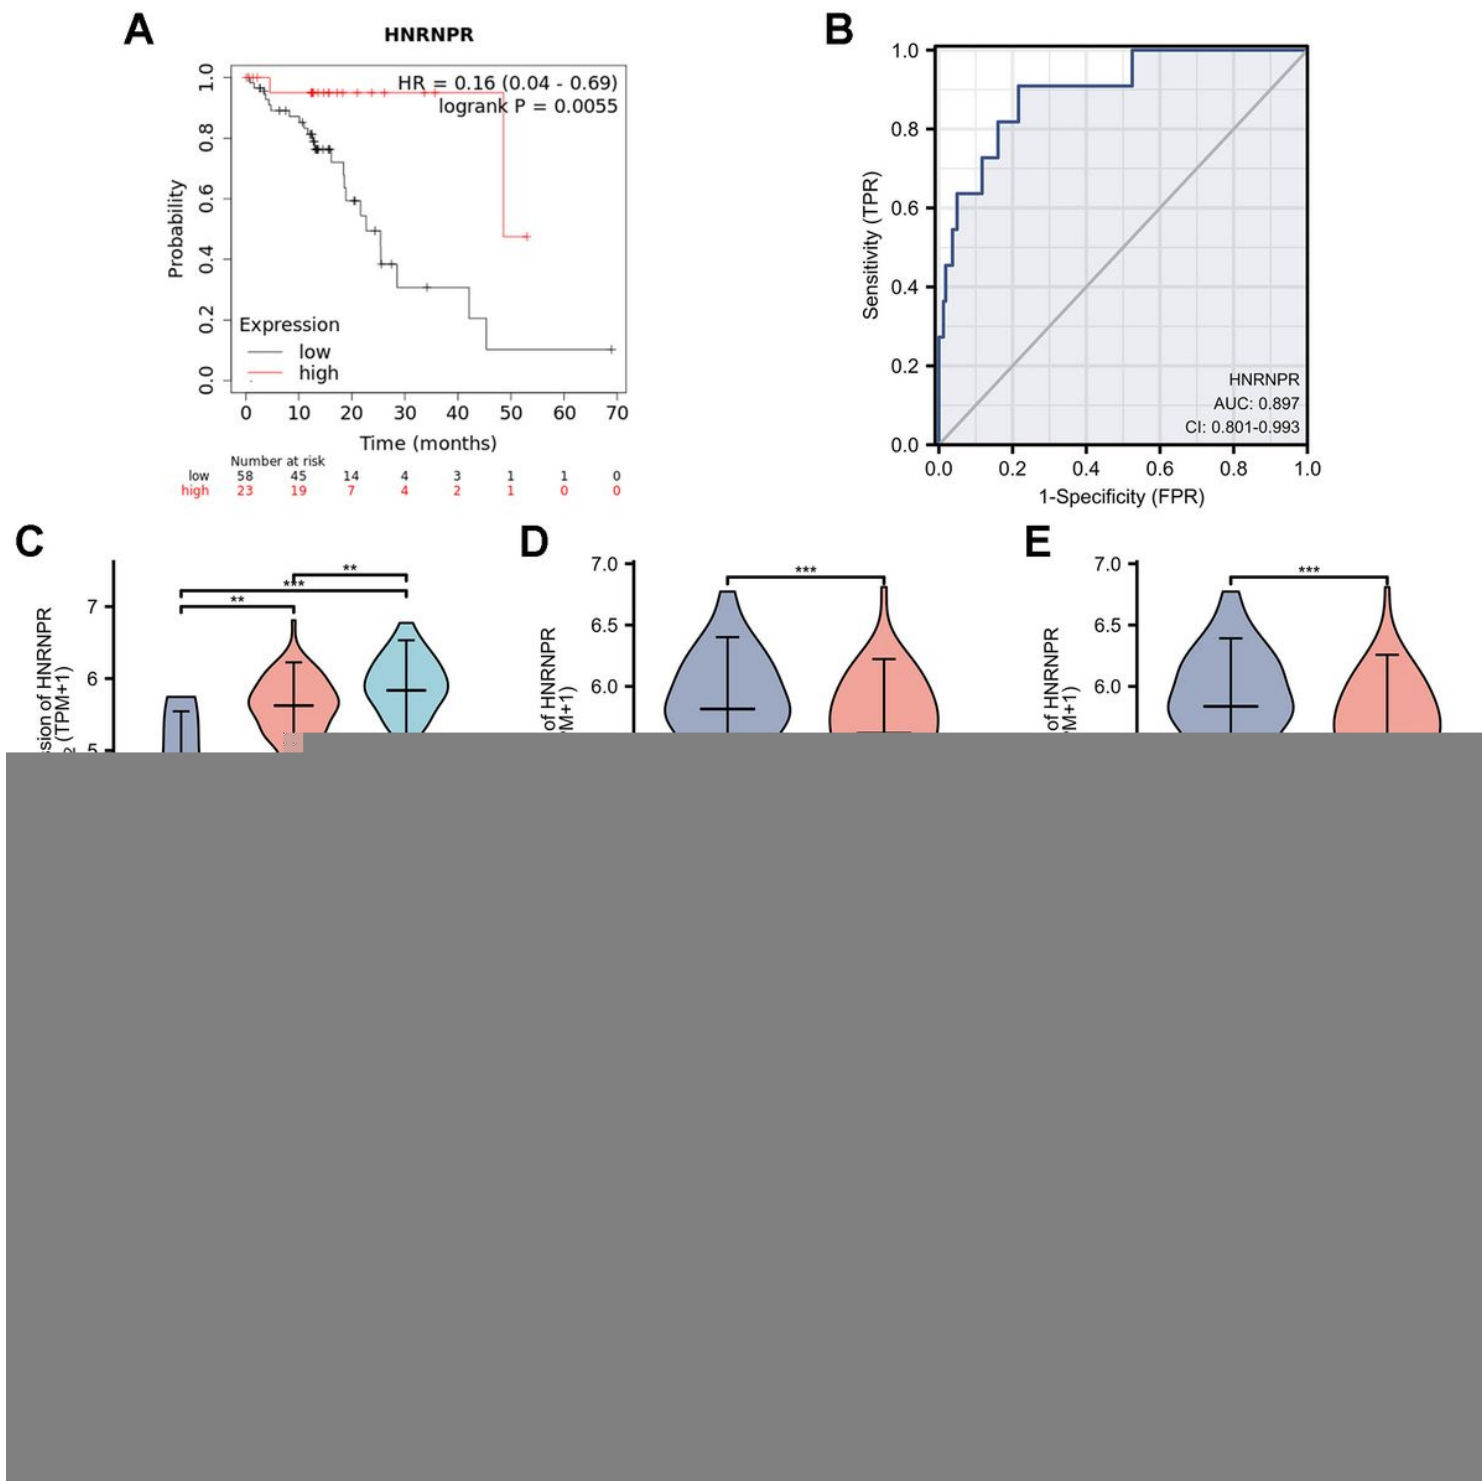 A
HNRNPR
HR = 0.16 (0.04 - 0.69)
logrank P = 0.0055
Probability
1.0
0.8
0.6
0.4
0.2
0.0
Expression
low
high
0 10 20 30 40 50 60 70
Time (months)
Number at risk
low 58 45 14 4 3 1 1 0
high 23 19 7 4 2 1 0 0
B
Sensitivity (TPR)
1.0
0.8
0.6
0.4
0.2
0.0
HNRNPR
AUC: 0.897
CI: 0.801-0.993
0.0 0.2 0.4 0.6 0.8 1.0
1-Specificity (FPR)
C
of HNRNPR
(TPM+1)
7
6
5
**
***
**
D
of HNRNPR
7.0
6.5
6.0
***
E
of HNRNPR
7.0
6.5
6.0
***